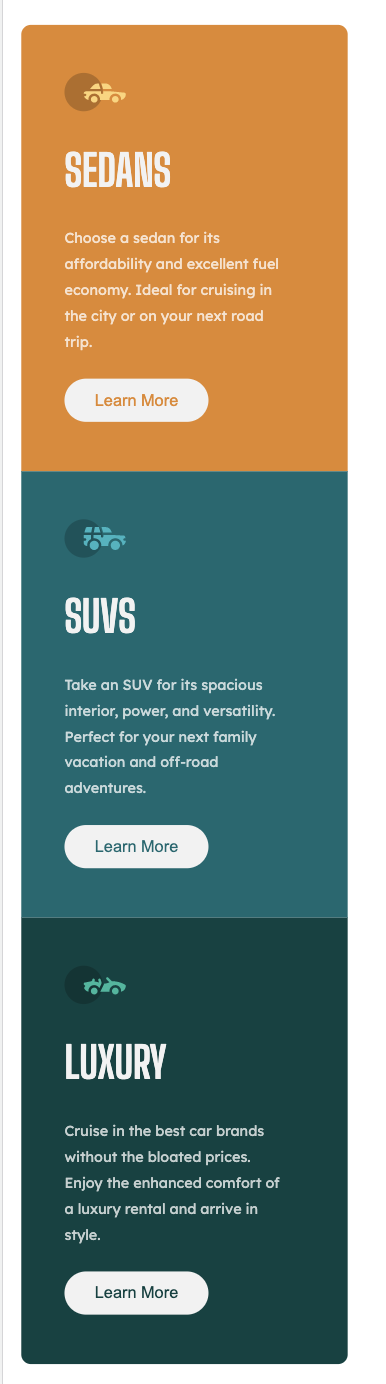 SEDANS
Choose a sedan for its
affordability and excellent fuel
economy. Ideal for cruising in
the city or on your next road
trip.
Learn More
SUVS
Take an SUV for its spacious
interior, power, and versatility.
Perfect for your next family
vacation and off-road
adventures.
Learn More
LUXURY
Cruise in the best car brands
without the bloated prices.
Enjoy the enhanced comfort of
a luxury rental and arrive in
style.
Learn More